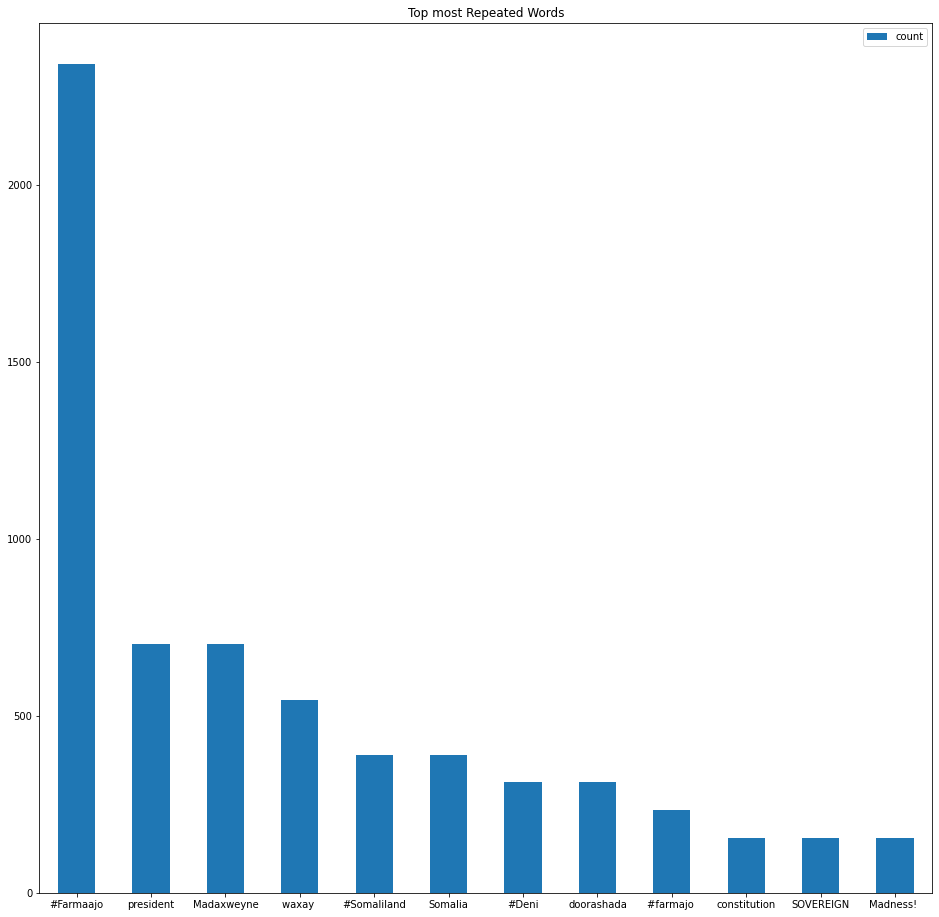 Top most Repeated Words
count
2000
1500
1000
500
0
#Farmaajo president Madaxweyne waxay #Somaliland Somalia #Deni doorashada #farmajo constitution SOVEREIGN Madness!